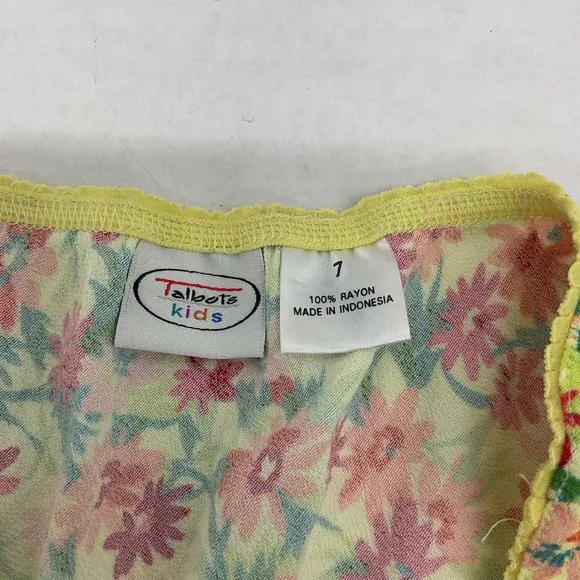 Talbots
kids
7
100% RAYON
MADE IN INDONESIA